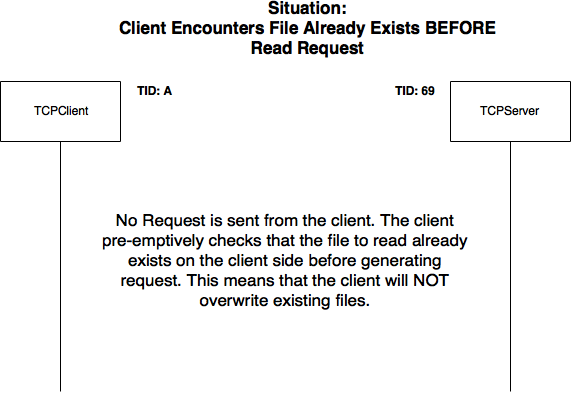 Situation:
Client Encounters File Already Exists BEFORE
Read Request
TID: A
TID: 69
TCPClient
TCPServer
No Request is sent from the client. The client
pre-emptively checks that the file to read already
exists on the client side before generating
request. This means that the client will NOT
overwrite existing files.